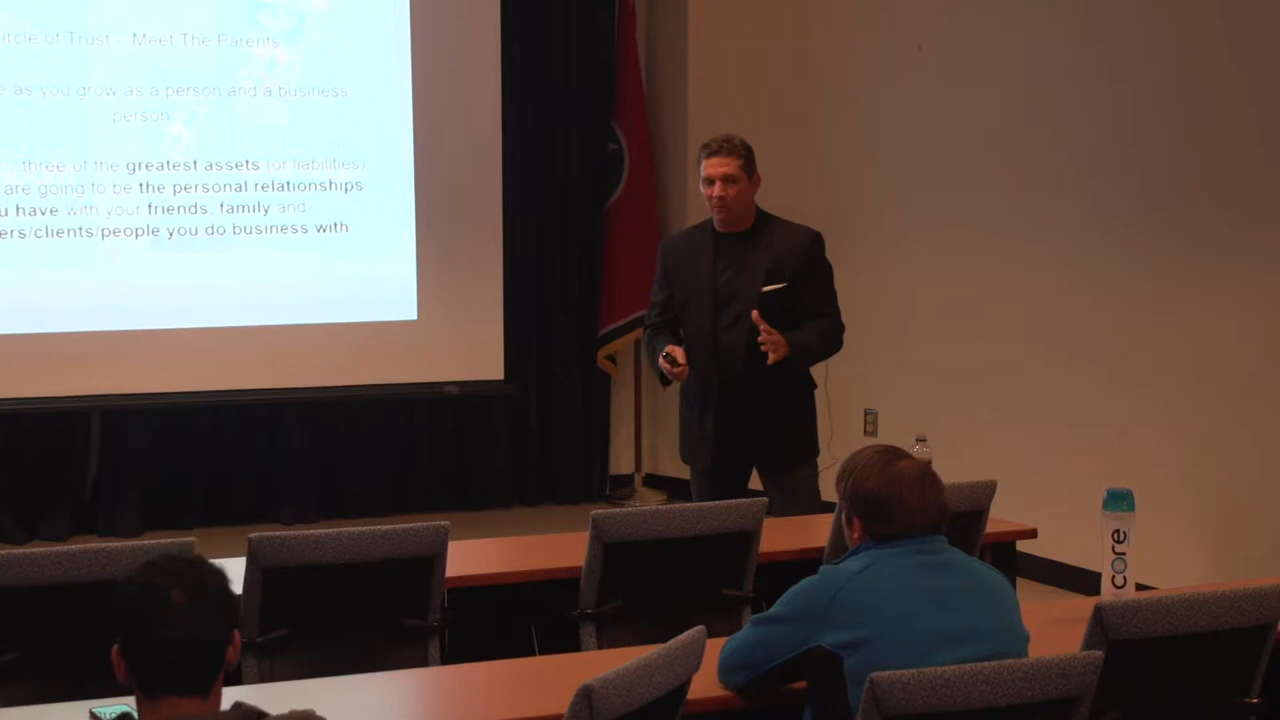 ircle of Trust – Meet The Parents
e as you grow as a person and a business
person
three of the greatest assets (or liabilities)
are going to be the personal relationships
u have with your friends, family and
ers/clients/people you do business with
core